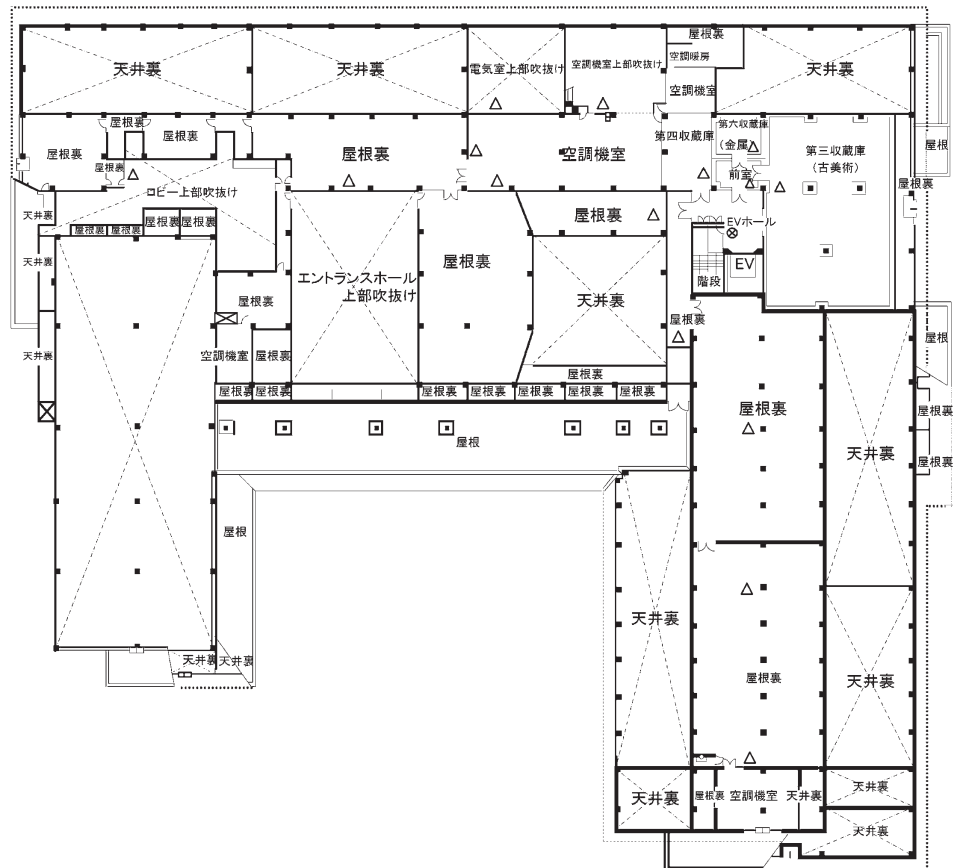 屋根裏
天井裏
天井裏
電気室上部吹抜け
空調機室上部吹抜け
空調暖房
天井裏
空調機室
屋根裏
屋根裏
屋根裏
第四収蔵庫
第六収蔵庫
(金属)
第三収蔵庫
(古美術)
屋根
屋根裏
屋根裏
空調機室
屋根裏
前室
屋根裏
ロビー上部吹抜け
天井裏
屋根裏
屋根裏
屋根裏
屋根裏
屋根裏
EVホール
天井裏
屋根裏
EV
エントランスホール
上部吹抜け
階段
屋根裏
天井裏
屋根裏
屋根
天井裏
空調機室
屋根裏
屋根裏
屋根裏
屋根裏
屋根裏
屋根裏
屋根裏
屋根裏
屋根裏
屋根裏
屋根裏
屋根
天井裏
屋根裏
屋根
天井裏
天井裏
天井裏
天井裏
屋根裏
天井裏
天井裏
屋根裏
空調機室
天井裏
天井裏
天井裏